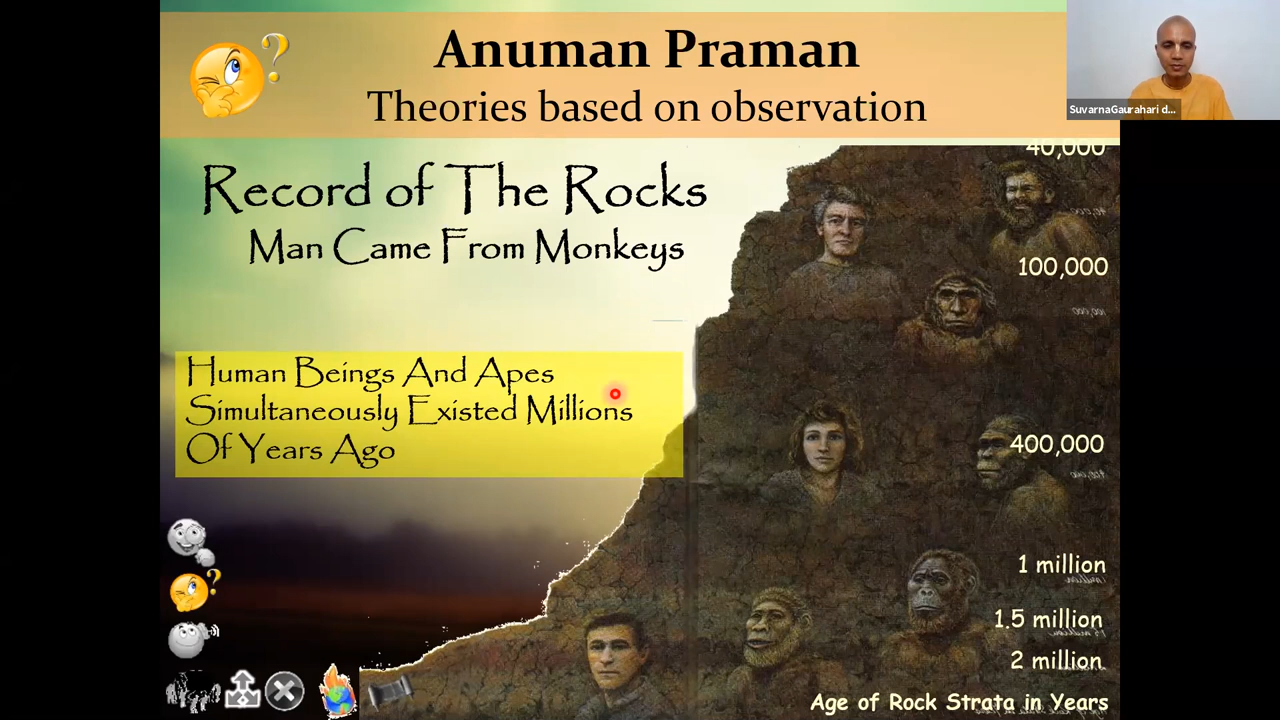 Anuman Praman
Theories based on observation
SuvarnaGaurahari d...
Record of The Rocks
Man Came From Monkeys
Human Beings And Apes
Simultaneously Existed Millions
Of Years Ago
40,000
100,000
400,000
1 million
1.5 million
2 million
Age of Rock Strata in Years